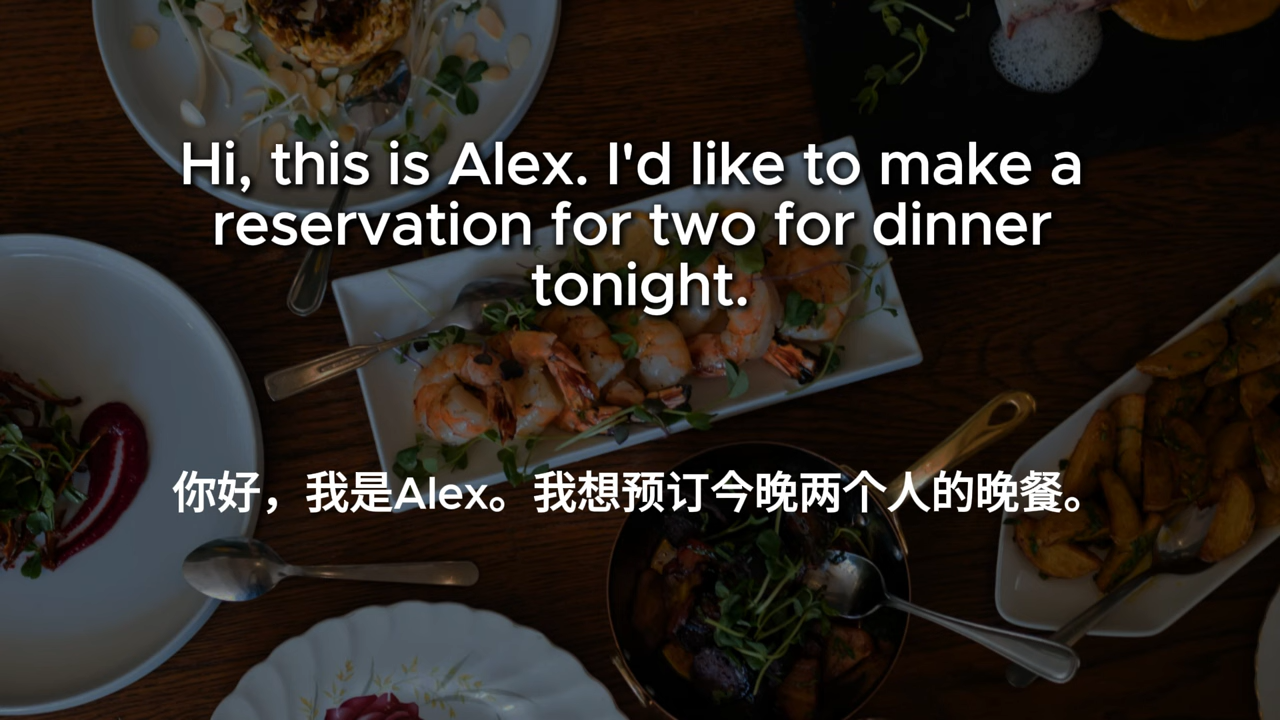 Hi, this is Alex. I'd like to make a
reservation for two for dinner
tonight.
你好，我是Alex。我想预订今晚两个人的晚餐。